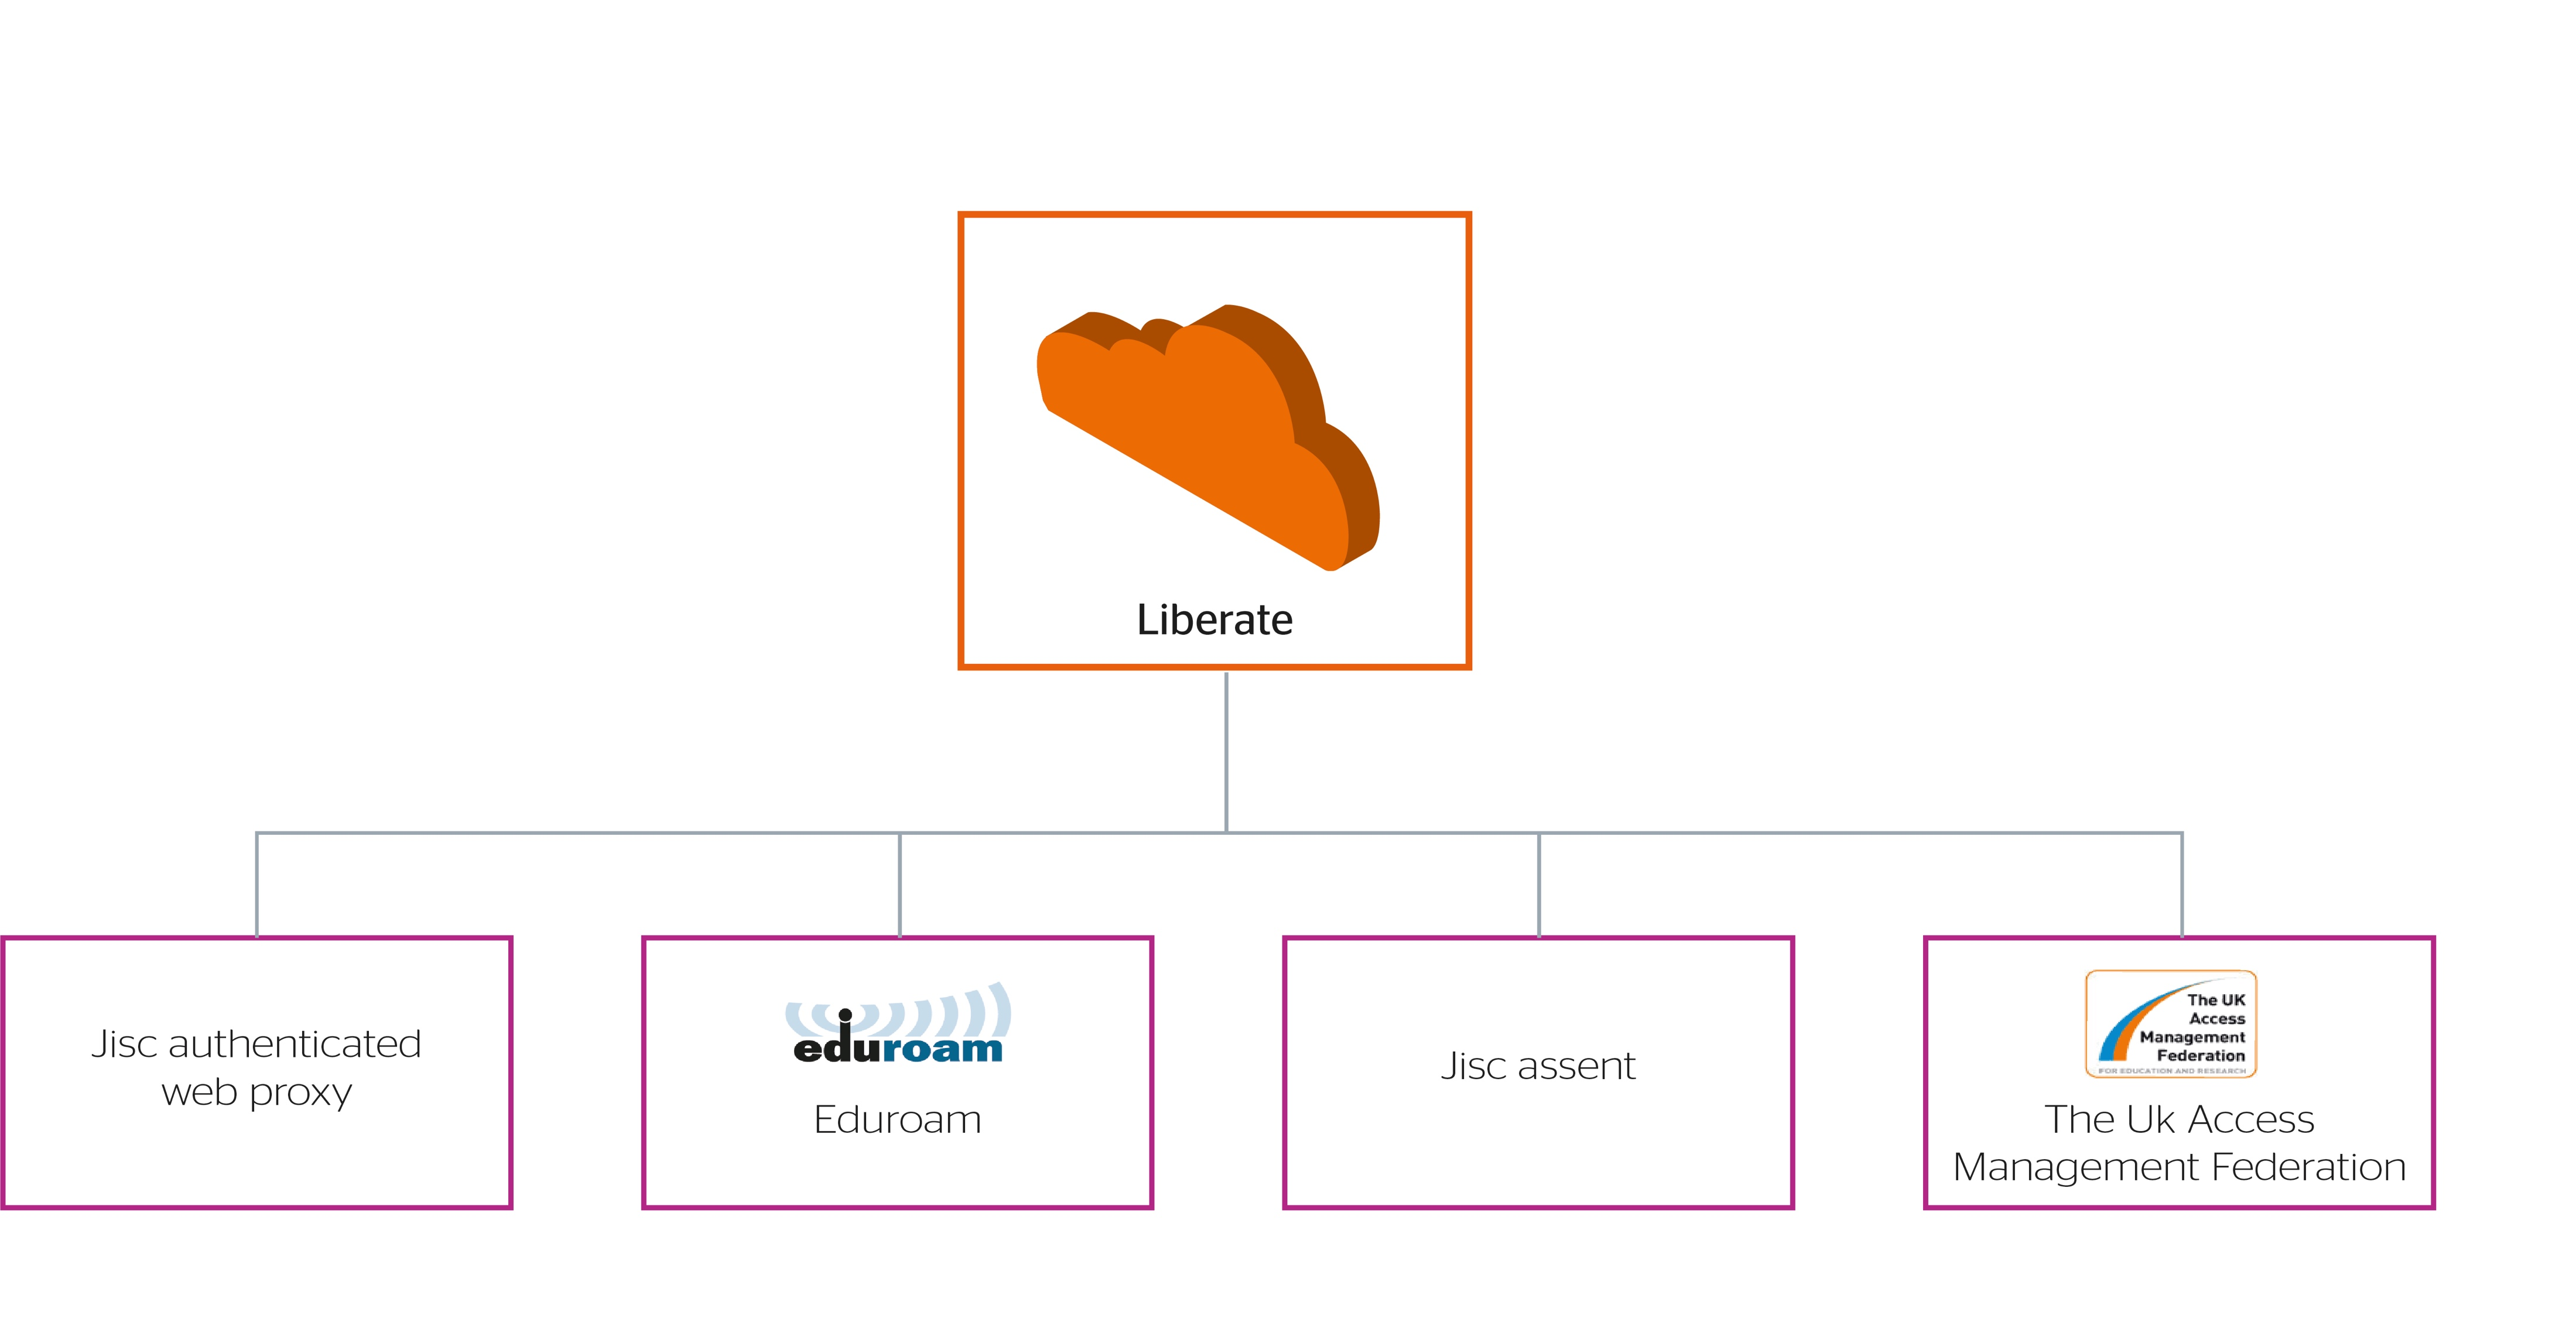 Liberate
Jisc authenticated
web proxy
eduroam
Eduroam
Jisc assent
The UK
Access
Management
Federation
FOR EDUCATION AND RESEARCH
The Uk Access
Management Federation